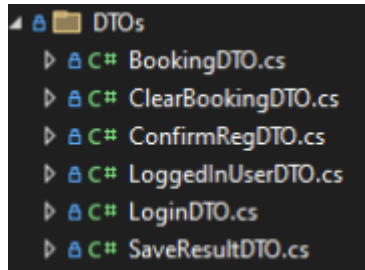 DTOs
C# BookingDTO.cs
C# ClearBookingDTO.cs
C# ConfirmRegDTO.cs
C# LoggedInUserDTO.cs
C# LoginDTO.cs
C# SaveResultDTO.cs